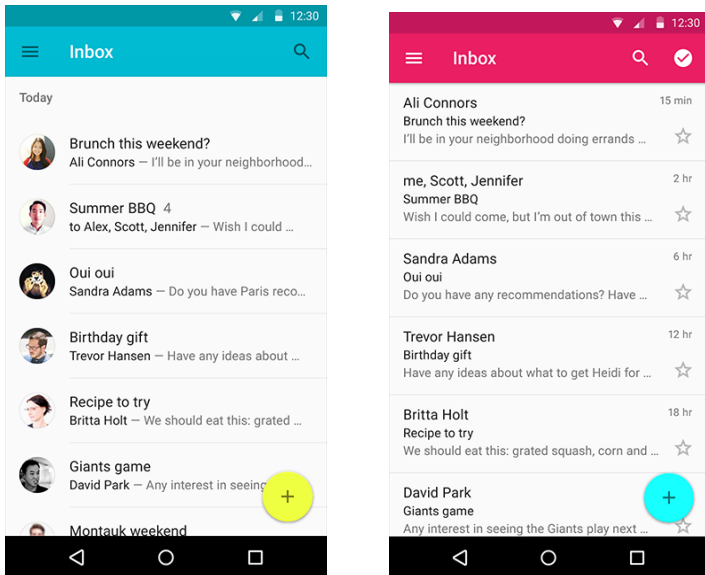 12:30
Inbox
Today
Brunch this weekend?
Ali Connors — I'll be in your neighborhood...
Summer BBQ 4
to Alex, Scott, Jennifer — Wish I could ...
Oui oui
Sandra Adams — Do you have Paris reco...
Birthday gift
Trevor Hansen — Have any ideas about ...
Recipe to try
Britta Holt — We should eat this: grated ...
Giants game
David Park — Any interest in seeing
Montauk weekend
12:30
Inbox
Ali Connors 15 min
Brunch this weekend?
I'll be in your neighborhood doing errands ...
me, Scott, Jennifer 2 hr
Summer BBQ
Wish I could come, but I'm out of town this ...
Sandra Adams 6 hr
Oui oui
Do you have any recommendations? Have ...
Trevor Hansen 12 hr
Birthday gift
Have any ideas about what to get Heidi for ...
Britta Holt 18 hr
Recipe to try
We should eat this: grated squash, corn and ...
David Park
Giants game
Any interest in seeing the Giants play next ...